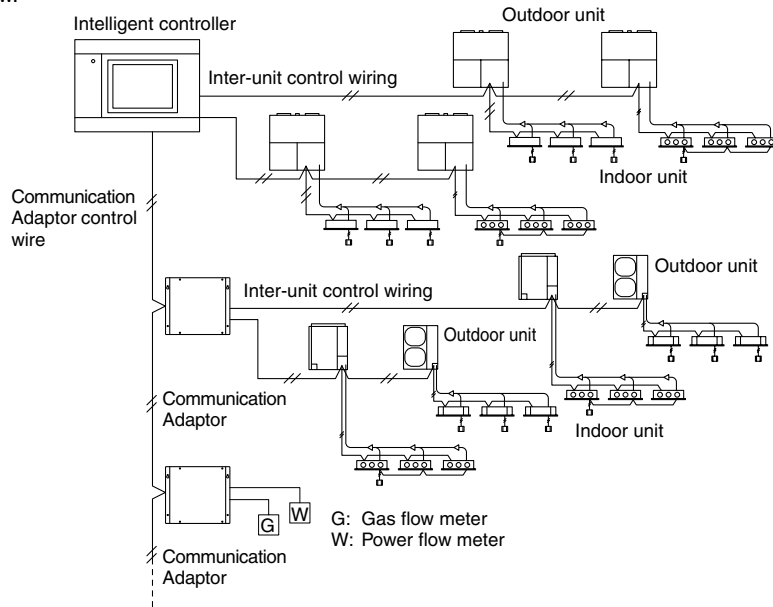 Outdoor unit
Intelligent controller
Inter-unit control wiring
Indoor unit
Communication
Adaptor control
wire
Outdoor unit
Inter-unit control wiring
Outdoor unit
Communication
Adaptor
Indoor unit
G
W
G: Gas flow meter
W: Power flow meter
Communication
Adaptor